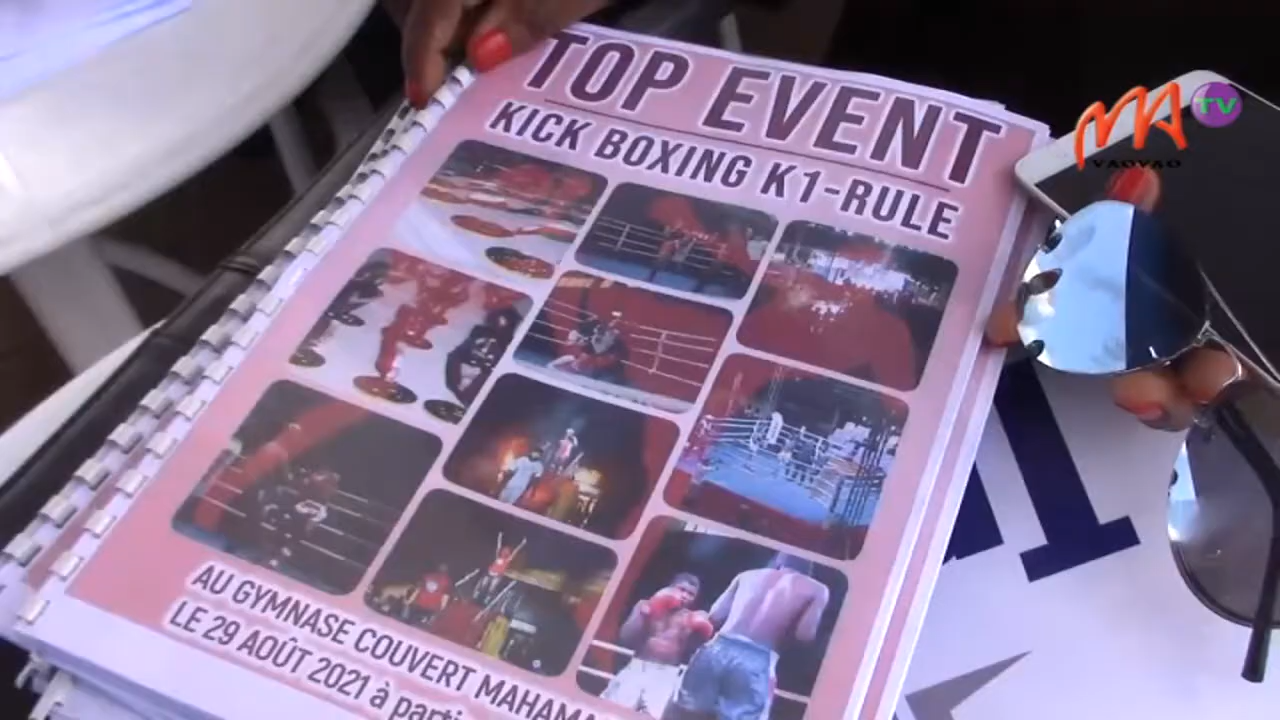 TOP EVENT
KICK BOXING K1-RULE
MA TV
VAOVAO
AU GYMNASE COUVERT
LE 29 AOÛT 2021 à